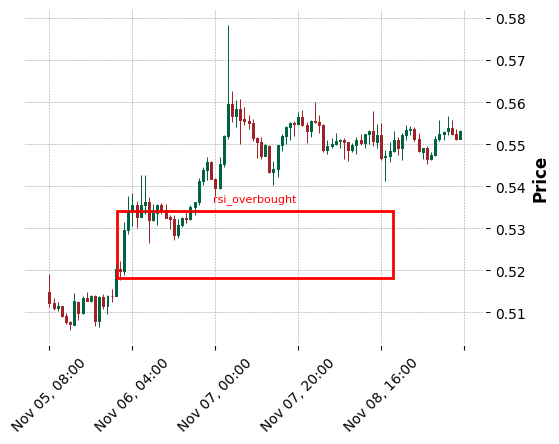 0.58
0.57
0.56
0.55
0.54
0.53
0.52
0.51
Price
rsi_overbought
Nov 05, 08:00
Nov 06, 04:00
Nov 07, 00:00
Nov 07, 20:00
Nov 08, 16:00